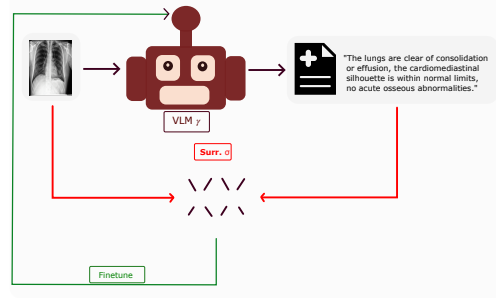 "The lungs are clear of consolidation
or effusion, the cardiomediastinal
silhouette is within normal limits,
no acute osseous abnormalities."
VLM γ
Surr. σ
Finetune